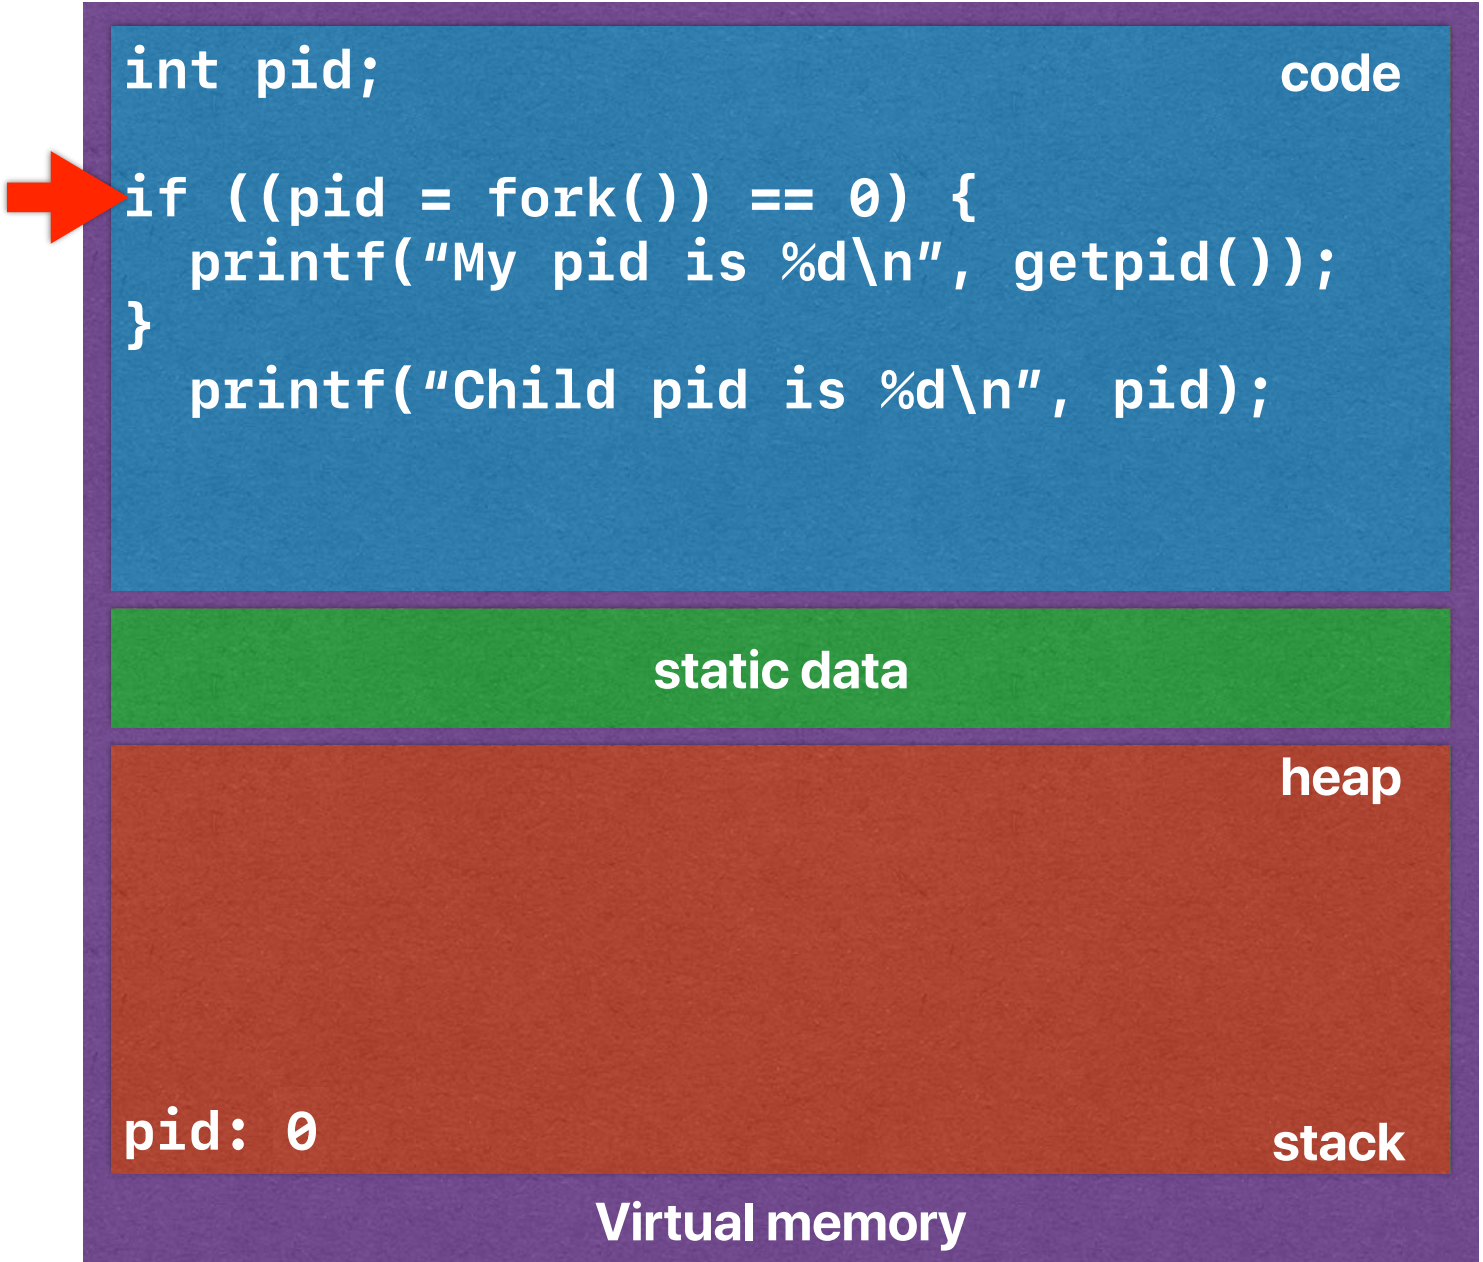 int pid;
code
if ((pid = fork()) == 0) {
  printf(“My pid is %d\n”, getpid());
}
  printf(“Child pid is %d\n”, pid);
static data
heap
pid: 0
stack
Virtual memory